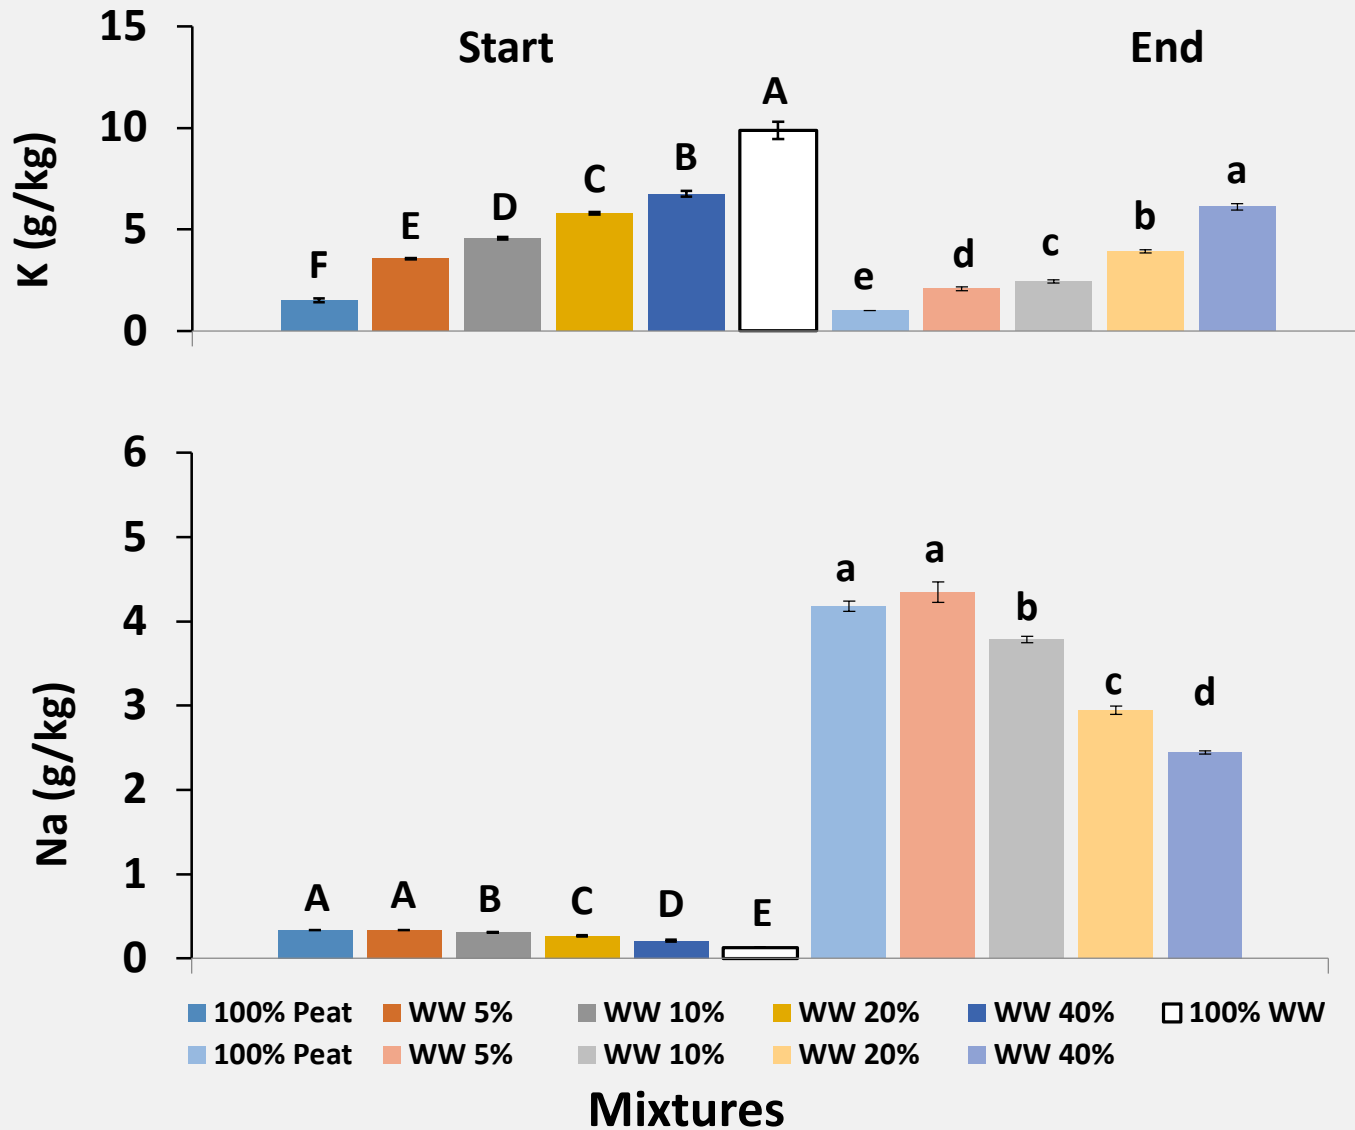 15
Start
End
10
5
0
K (g/kg)
F
E
D
C
B
A
e
d
c
b
a
6
5
4
3
2
1
0
Na (g/kg)
A
A
B
C
D
E
a
a
b
c
d
100% Peat WW 5% WW 10% WW 20% WW 40% 100% WW
100% Peat WW 5% WW 10% WW 20% WW 40%
Mixtures